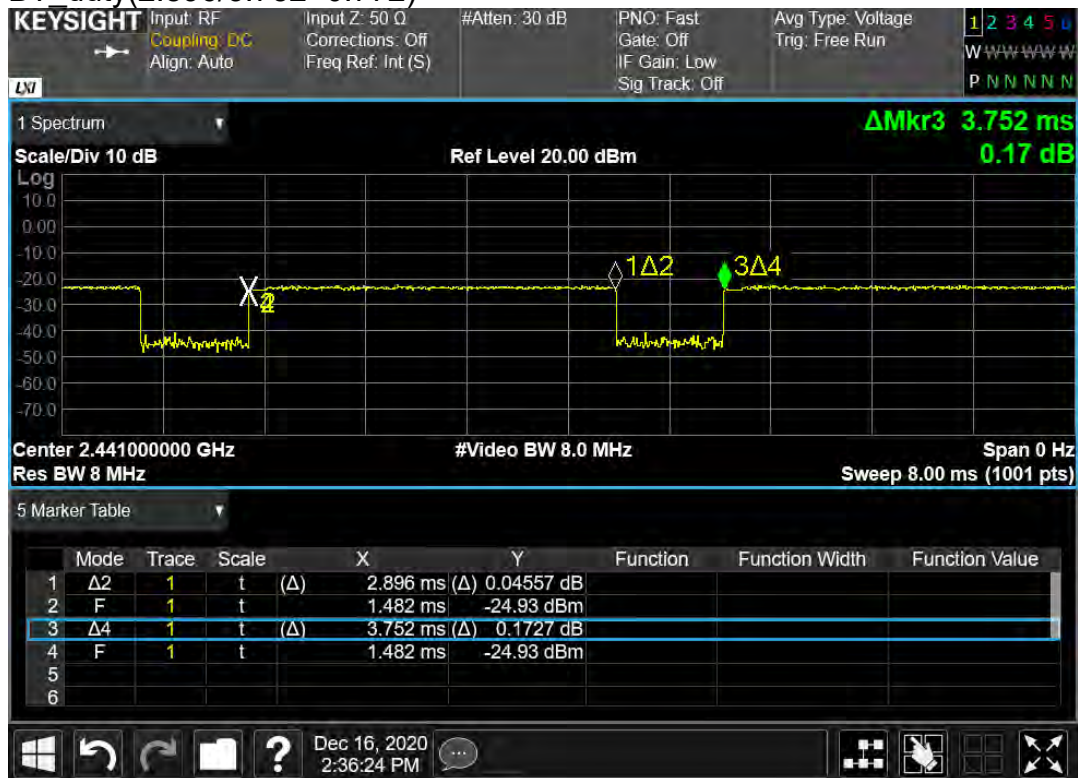 BT_duty(2.896/3.752=0.772)
KEYSIGHT Input: RF Input Z: 50 Ω #Atten: 30 dB PNO: Fast Avg Type: Voltage 1 2 3 4 5 6
Coupling: DC Corrections: Off Gate: Off Trig: Free Run
Align: Auto Freq Ref: Int (S) IF Gain: Low W W W W W W
Sig Track: Off
LXI P N N N N N
1 Spectrum ΔMkr3 3.752 ms
Scale/Div 10 dB Ref Level 20.00 dBm 0.17 dB
Log
10.0
0.00
-10.0
1Δ2 3Δ4
-20.0
-30.0
-40.0
-50.0
-60.0
-70.0
Center 2.441000000 GHz #Video BW 8.0 MHz Span 0 Hz
Res BW 8 MHz Sweep 8.00 ms (1001 pts)
5 Marker Table
Mode Trace Scale X Y Function Function Width Function Value
1 Δ2 1 t (Δ) 2.896 ms (Δ) 0.04557 dB
2 F 1 t 1.482 ms -24.93 dBm
3 Δ4 1 t (Δ) 3.752 ms (Δ) 0.1727 dB
4 F 1 t 1.482 ms -24.93 dBm
5
6
? Dec 16, 2020
2:36:24 PM